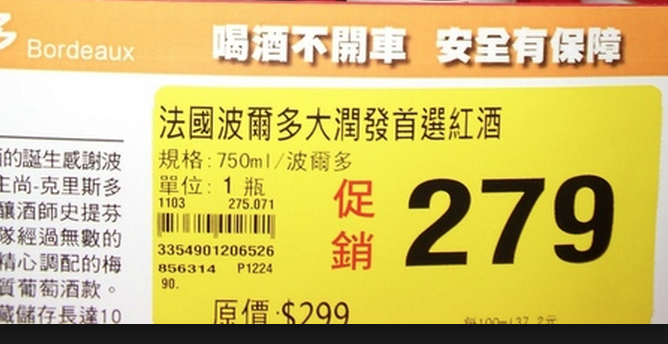 Bordeaux
喝酒不開車 安全有保障
法國波爾多大潤發首選紅酒
規格:750ml/波爾多
單位:1 瓶
1103 275.071
3354901206526
856314 P1224
90.
促銷
279
原價:$299
的誕生感謝波
主尚-克里斯多
釀酒師史提芬
隊經過無數的
精心調配的梅
質葡萄酒款。
藏儲存長達10